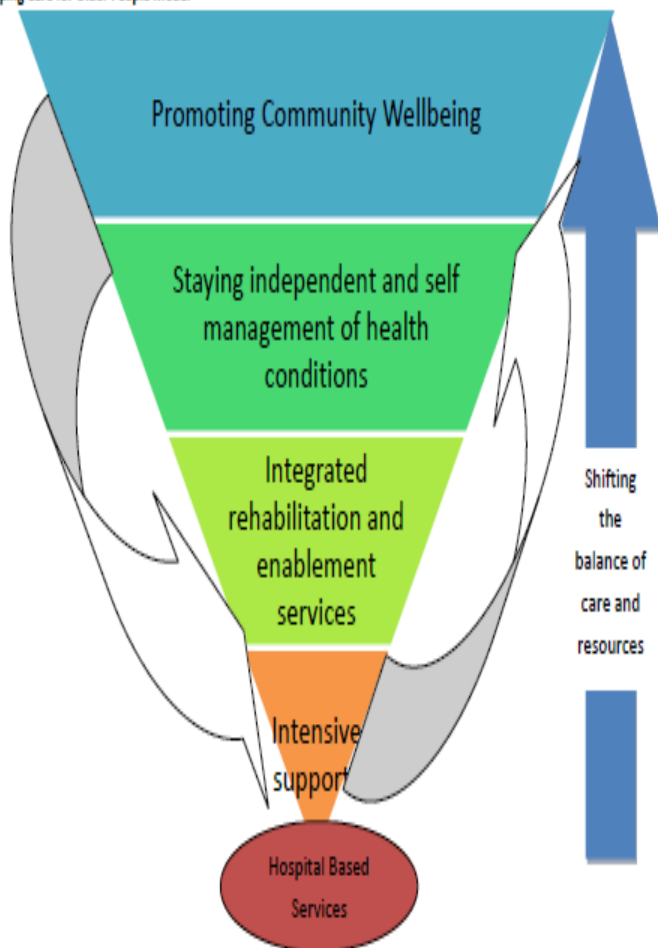 Promoting Community Wellbeing
Staying independent and self
management of health
conditions
Integrated
rehabilitation and
enablement
services
Shifting
the
balance of
care and
resources
Intensive
support
Hospital Based
Services